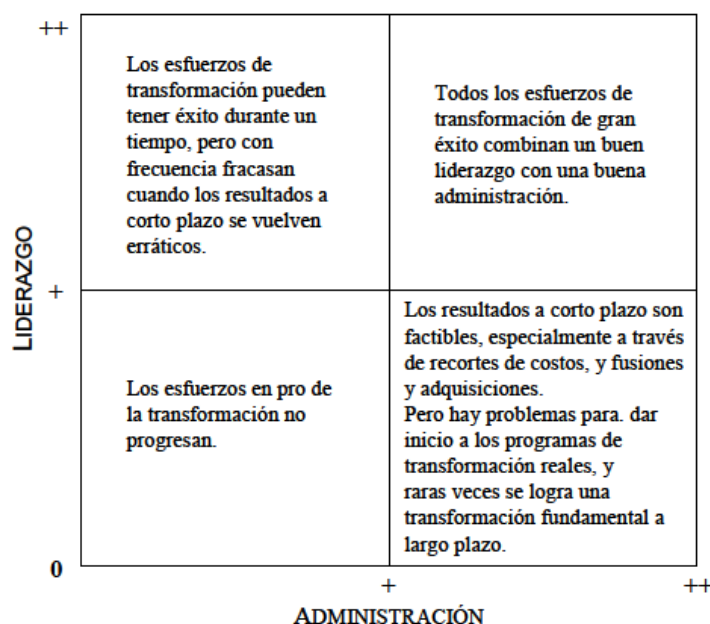 ++
Los esfuerzos de
transformación pueden
tener éxito durante un
tiempo, pero con
frecuencia fracasan
cuando los resultados a
corto plazo se vuelven
erráticos.
Todos los esfuerzos de
transformación de gran
éxito combinan un buen
liderazgo con una buena
administración.
LIDERAZGO
+
Los esfuerzos en pro de
la transformación no
progresan.
Los resultados a corto plazo son
factibles, especialmente a través
de recortes de costos, y fusiones
y adquisiciones.
Pero hay problemas para. dar
inicio a los programas de
transformación reales, y
raras veces se logra una
transformación fundamental a
largo plazo.
0
+
++
ADMINISTRACIÓN